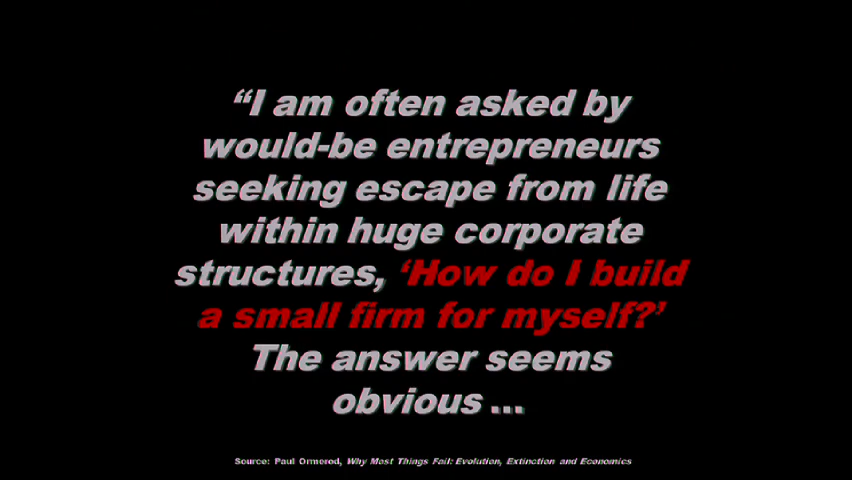 “I am often asked by
would-be entrepreneurs
seeking escape from life
within huge corporate
structures, ‘How do I build
a small firm for myself?’
The answer seems
obvious ...
Source: Paul Ormerod, Why Most Things Fail: Evolution, Extinction and Economics